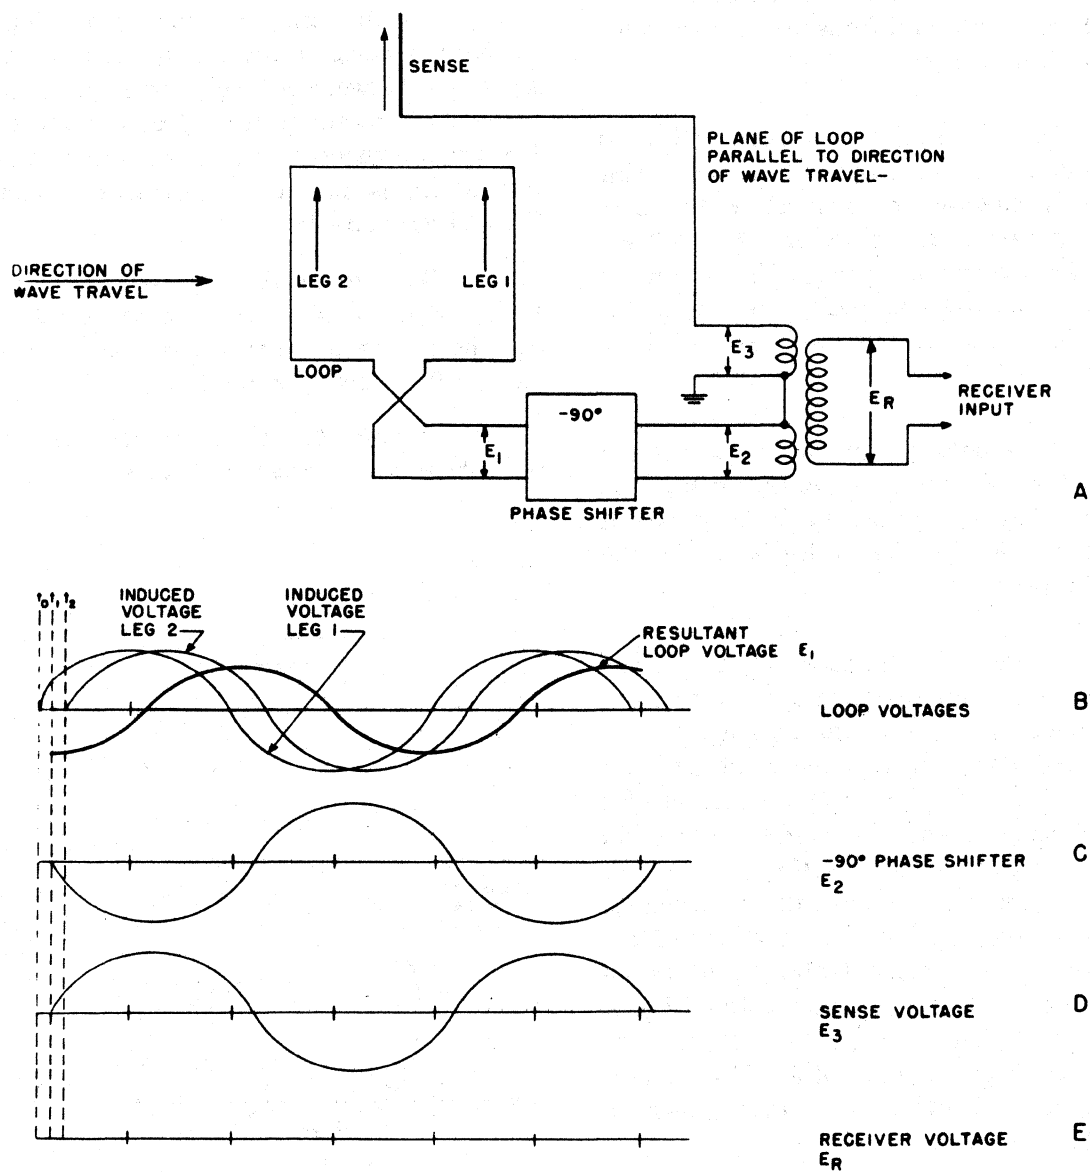 SENSE
PLANE OF LOOP
PARALLEL TO DIRECTION
OF WAVE TRAVEL-
DIRECTION OF
WAVE TRAVEL
LEG 2
LEG 1
LOOP
E3
ER
RECEIVER
INPUT
-90°
E1
E2
PHASE SHIFTER
A
t0 t1 t2
INDUCED
VOLTAGE
LEG 2
INDUCED
VOLTAGE
LEG 1
RESULTANT
LOOP VOLTAGE E1
LOOP VOLTAGES
B
-90° PHASE SHIFTER
E2
C
SENSE VOLTAGE
E3
D
RECEIVER VOLTAGE
ER
E